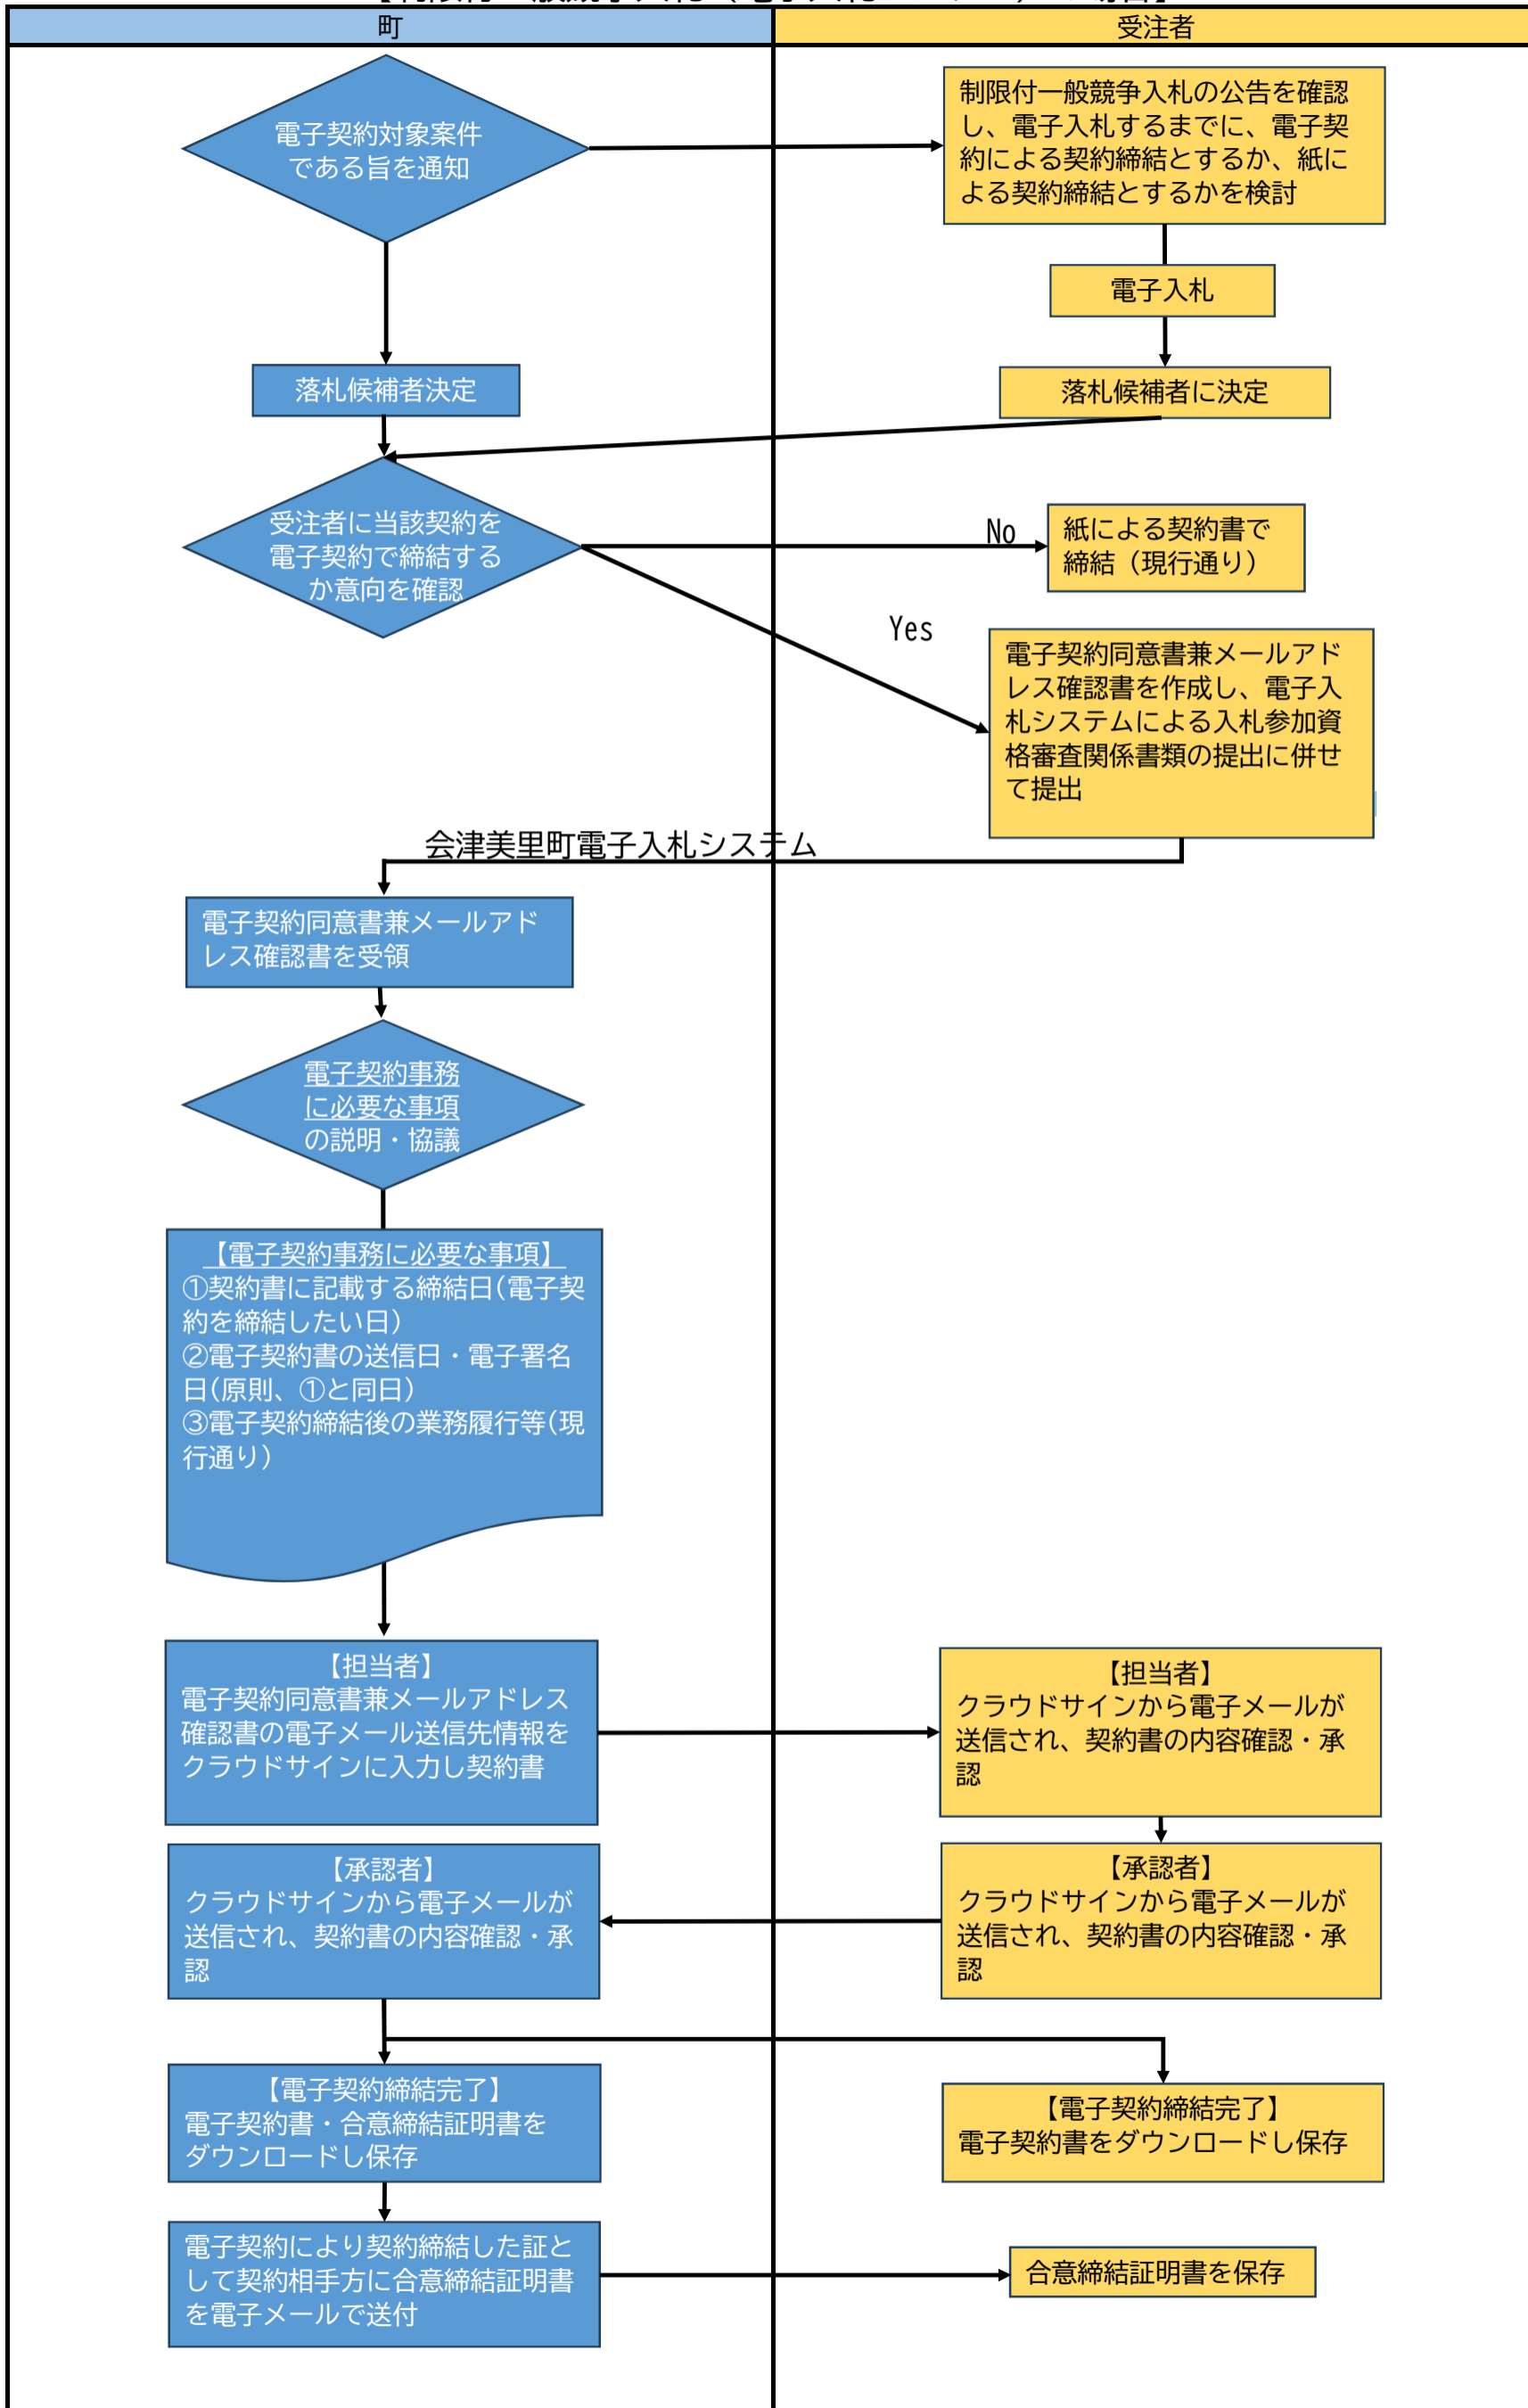 町
受注者
電子契約対象案件
である旨を通知
制限付一般競争入札の公告を確認
し、電子入札するまでに、電子契
約による契約締結とするか、紙に
よる契約締結とするかを検討
電子入札
落札候補者決定
落札候補者に決定
受注者に当該契約を
電子契約で締結する
か意向を確認
No
紙による契約書で
締結（現行通り）
Yes
電子契約同意書兼メールアド
レス確認書を作成し、電子入
札システムによる入札参加資
格審査関係書類の提出に併せ
て提出
会津美里町電子入札システム
電子契約同意書兼メールアド
レス確認書を受領
電子契約事務
に必要な事項
の説明・協議
【電子契約事務に必要な事項】
①契約書に記載する締結日(電子契
約を締結したい日)
②電子契約書の送信日・電子署名
日(原則、①と同日)
③電子契約締結後の業務履行等(現
行通り)
【担当者】
電子契約同意書兼メールアドレス
確認書の電子メール送信先情報を
クラウドサインに入力し契約書
【担当者】
クラウドサインから電子メールが
送信され、契約書の内容確認・承
認
【承認者】
クラウドサインから電子メールが
送信され、契約書の内容確認・承
認
【承認者】
クラウドサインから電子メールが
送信され、契約書の内容確認・承
認
【電子契約締結完了】
電子契約書・合意締結証明書を
ダウンロードし保存
【電子契約締結完了】
電子契約書をダウンロードし保存
電子契約により契約締結した証と
して契約相手方に合意締結証明書
を電子メールで送付
合意締結証明書を保存